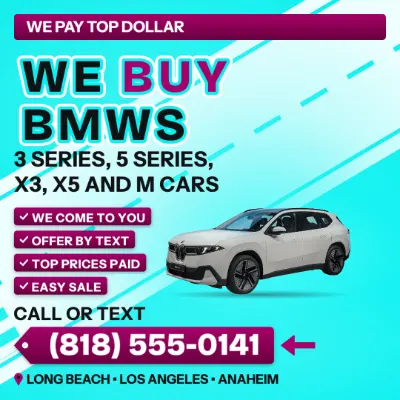 WE PAY TOP DOLLAR
WE BUY
BMWS
3 SERIES, 5 SERIES,
X3, X5 AND M CARS
WE COME TO YOU
OFFER BY TEXT
TOP PRICES PAID
EASY SALE
CALL OR TEXT
(818) 555-0141
LONG BEACH • LOS ANGELES • ANAHEIM